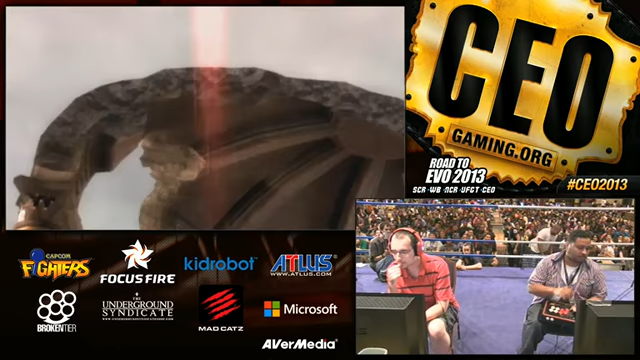 CEO
GAMING.ORG
ROAD TO
EVO 2013
SCR·WB·NCR·UFGT·CEO
#CEO2013
CAPCOM
FIGHTERS
FOCUS FIRE
kidrobot
ATLUS
WWW.ATLUS.COM
BROKENTIER
THE
UNDERGROUND
SYNDICATE
MAD CATZ
Microsoft
AVerMedia